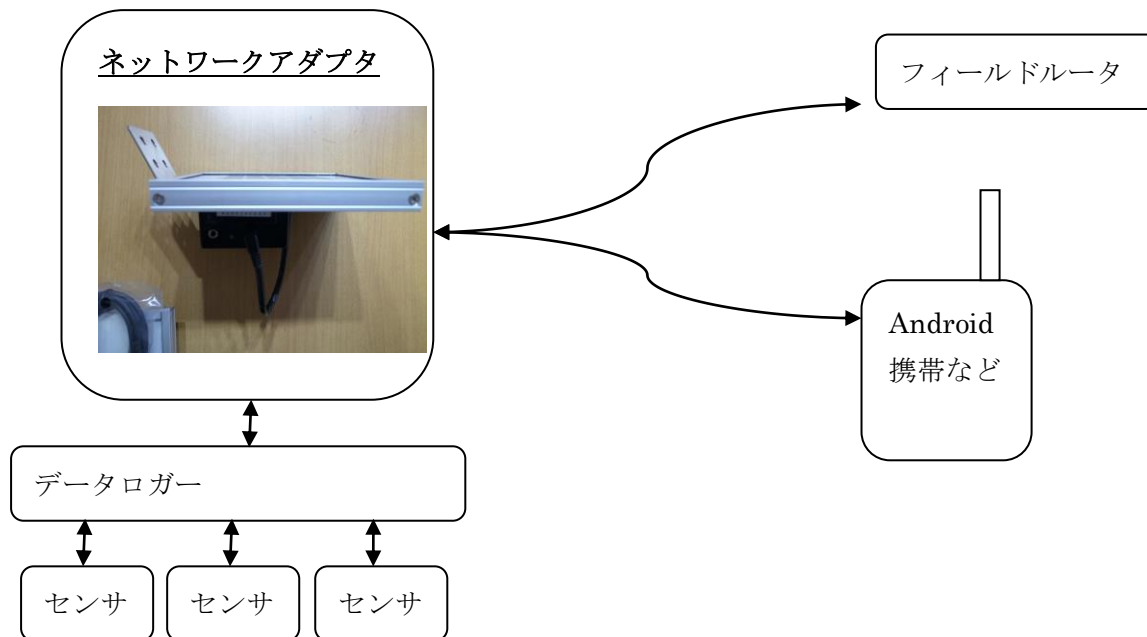 ネットワークアダプタ
フィールドルータ
Android
携帯など
データロガー
センサ
センサ
センサ